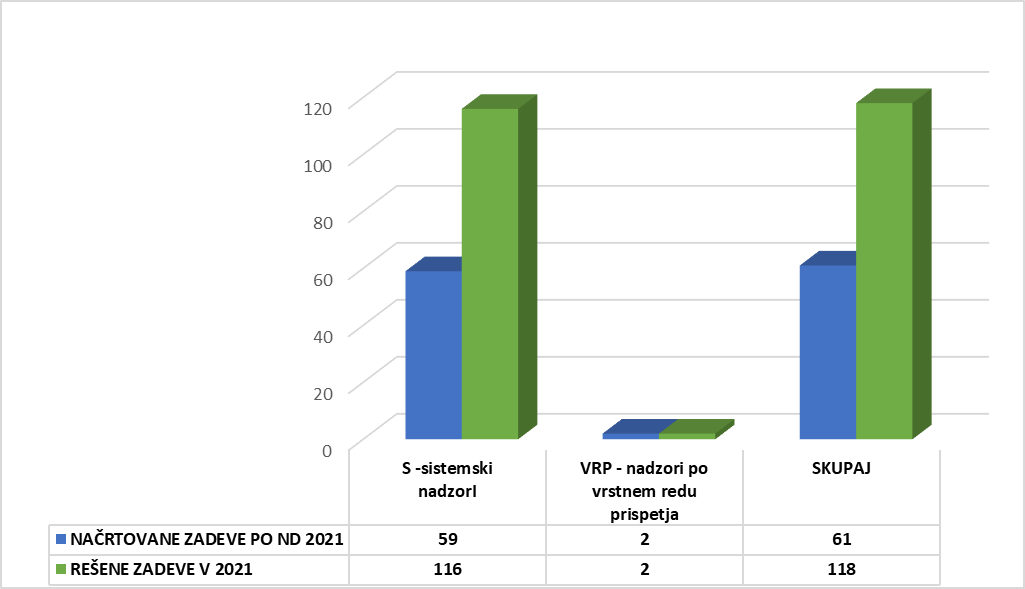 120
100
80
60
40
20
0
S -sistemski
nadzorI
VRP - nadzori po
vrstnem redu
prispetja
SKUPAJ
NAČRTOVANE ZADEVE PO ND 2021 59 2 61
REŠENE ZADEVE V 2021 116 2 118